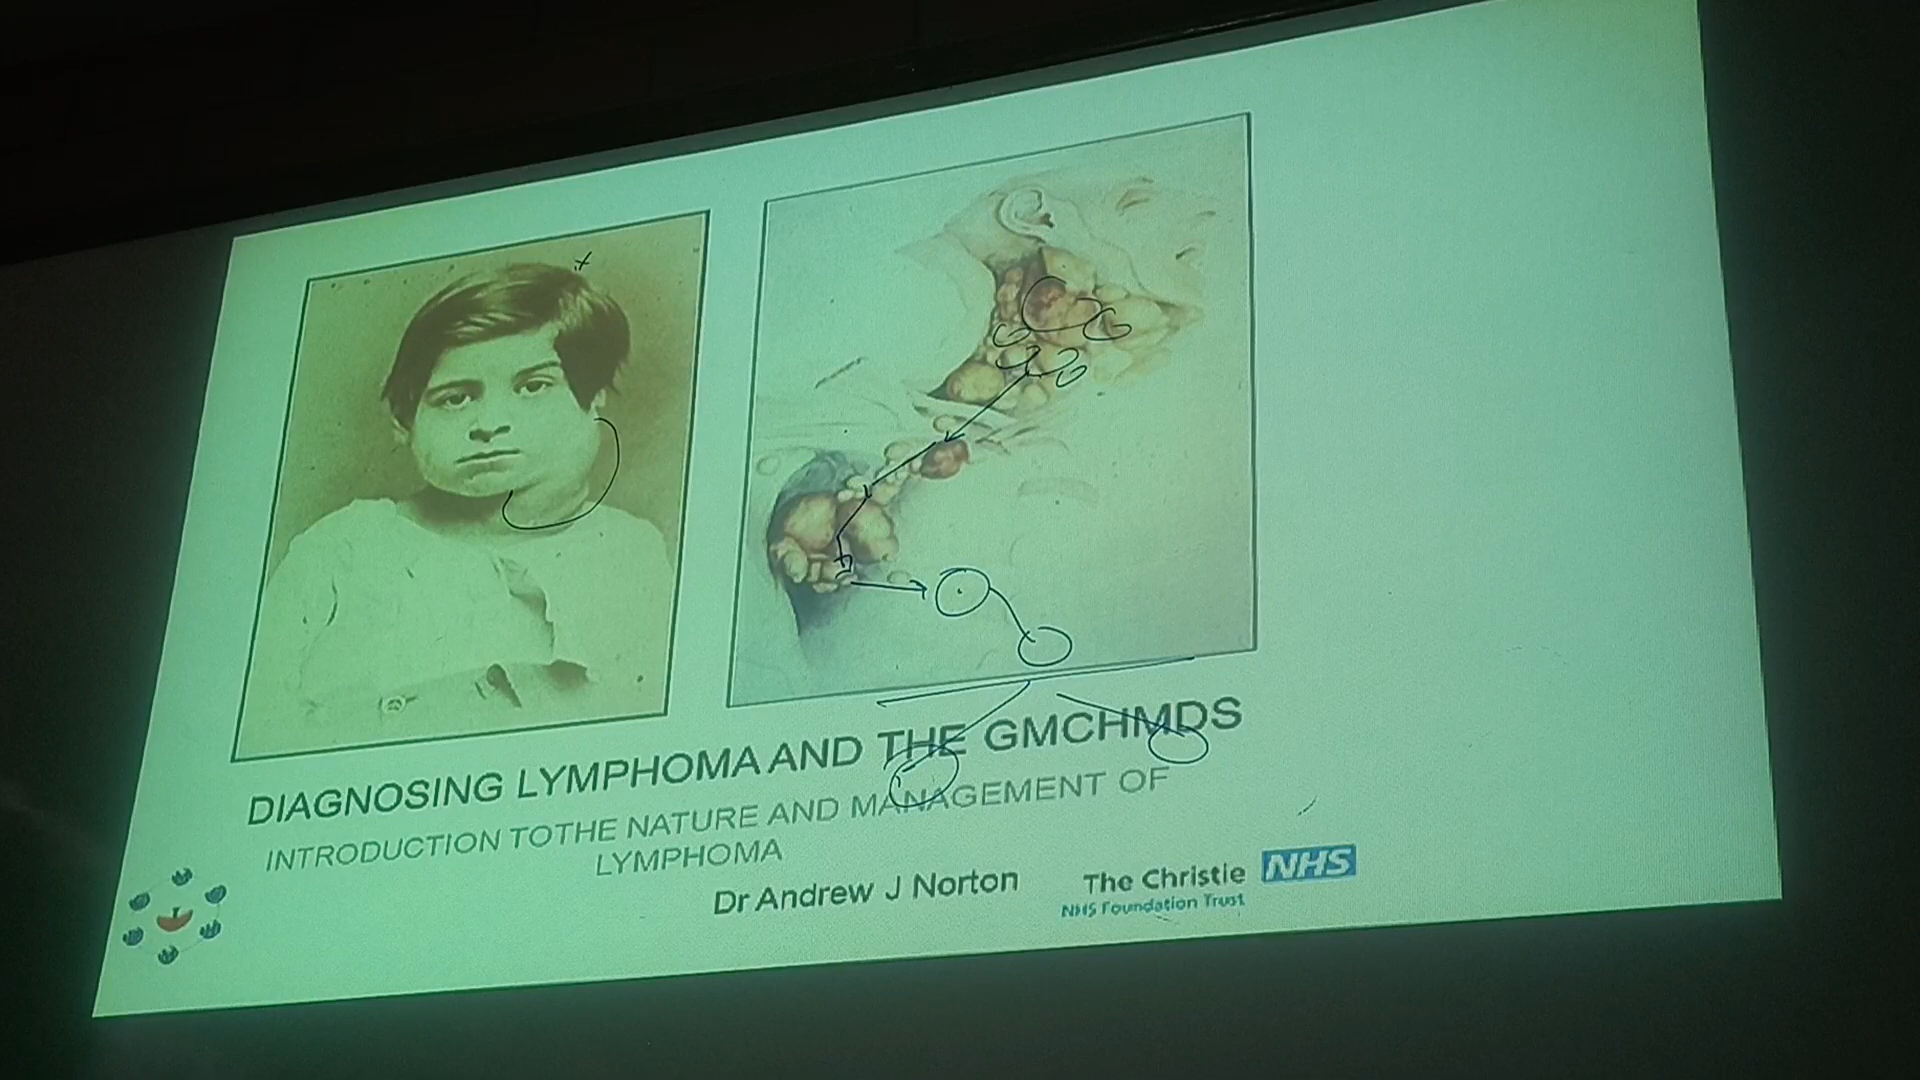 DIAGNOSING LYMPHOMA AND THE GMCHMDS
INTRODUCTION TOTHE NATURE AND MANAGEMENT OF
LYMPHOMA
Dr Andrew J Norton
The Christie NHS
NHS Foundation Trust